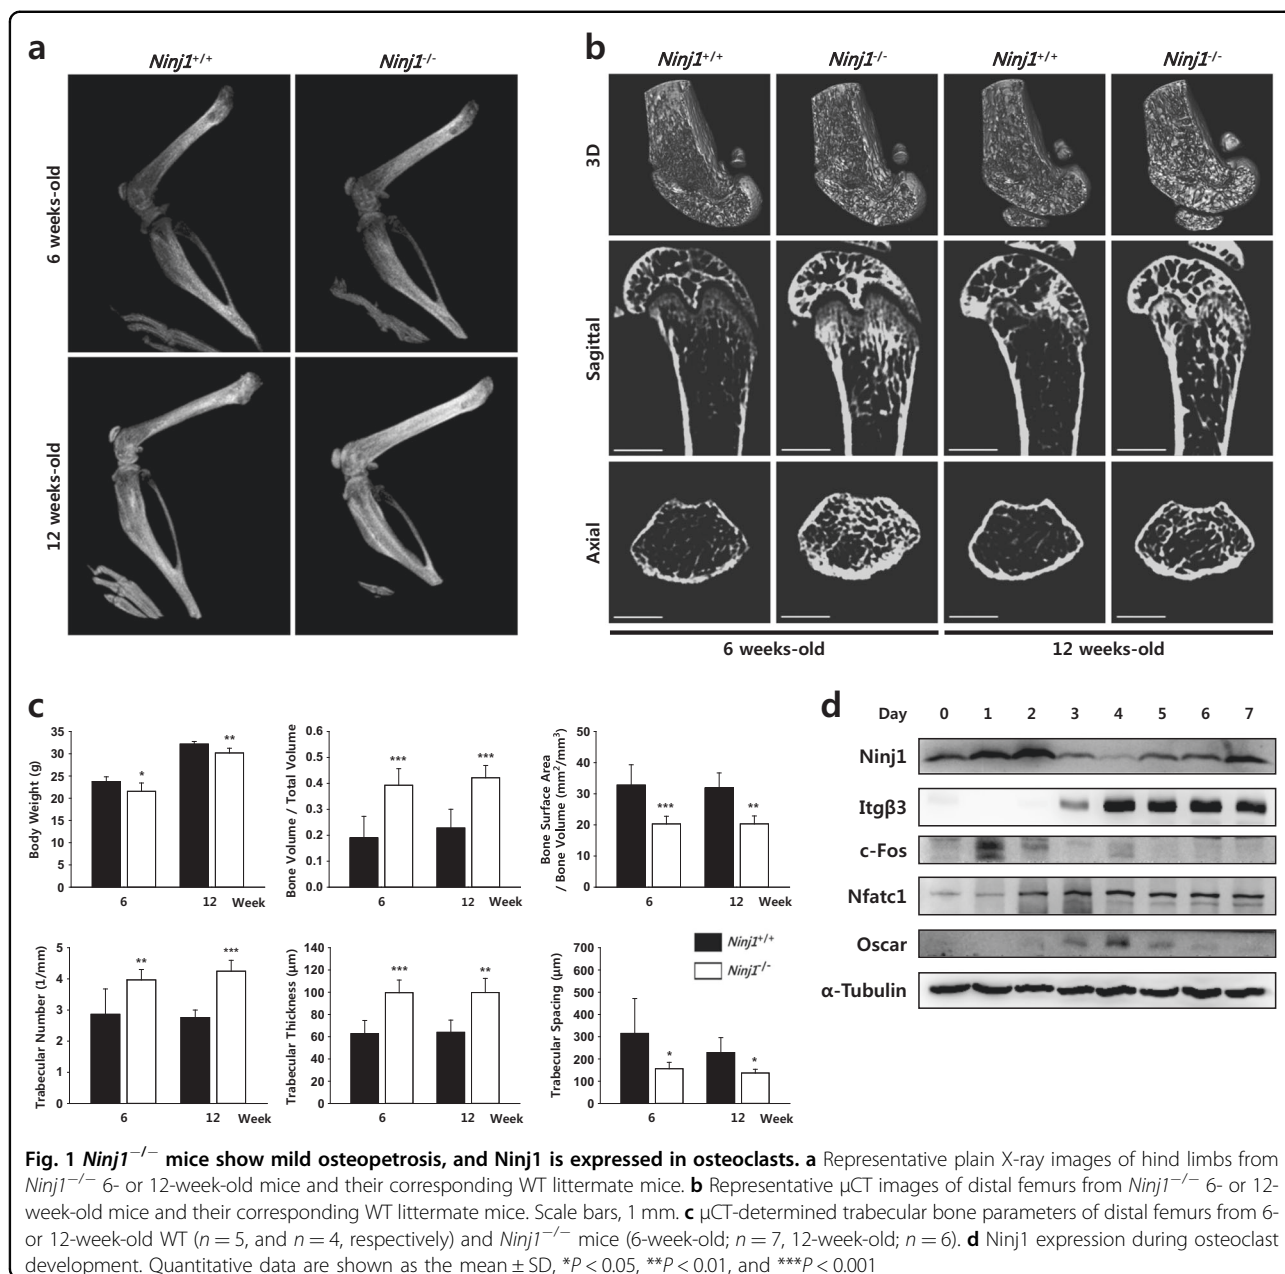 a
Ninj1+/+
Ninj1-/-
6 weeks-old
12 weeks-old
b
Ninj1+/+
Ninj1-/-
Ninj1+/+
Ninj1-/-
3D
Sagittal
Axial
6 weeks-old
12 weeks-old
c
Body Weight (g)
35
30
25
20
15
10
5
0
*
**
6
12
Week
Bone Volume / Total Volume
0.6
0.5
0.4
0.3
0.2
0.1
0.0
***
***
6
12
Week
Bone Surface Area
/ Bone Volume (mm²/mm³)
50
40
30
20
10
0
***
**
6
12
Week
Trabecular Number (1/mm)
5
4
3
2
1
0
**
***
6
12
Week
Trabecular Thickness (μm)
140
120
100
80
60
40
20
0
***
**
6
12
Week
Ninj1+/+
Ninj1-/-
Trabecular Spacing (μm)
700
600
500
400
300
200
100
0
*
*
6
12
Week
d
Day 0 1 2 3 4 5 6 7
Ninj1
Itgβ3
c-Fos
Nfatc1
Oscar
α-Tubulin
Fig. 1 Ninj1−/− mice show mild osteopetrosis, and Ninj1 is expressed in osteoclasts. a Representative plain X-ray images of hind limbs from
Ninj1−/− 6- or 12-week-old mice and their corresponding WT littermate mice. b Representative μCT images of distal femurs from Ninj1−/− 6- or 12-
week-old mice and their corresponding WT littermate mice. Scale bars, 1 mm. c μCT-determined trabecular bone parameters of distal femurs from 6-
or 12-week-old WT (n = 5, and n = 4, respectively) and Ninj1−/− mice (6-week-old; n = 7, 12-week-old; n = 6). d Ninj1 expression during osteoclast
development. Quantitative data are shown as the mean ± SD, *P < 0.05, **P < 0.01, and ***P < 0.001